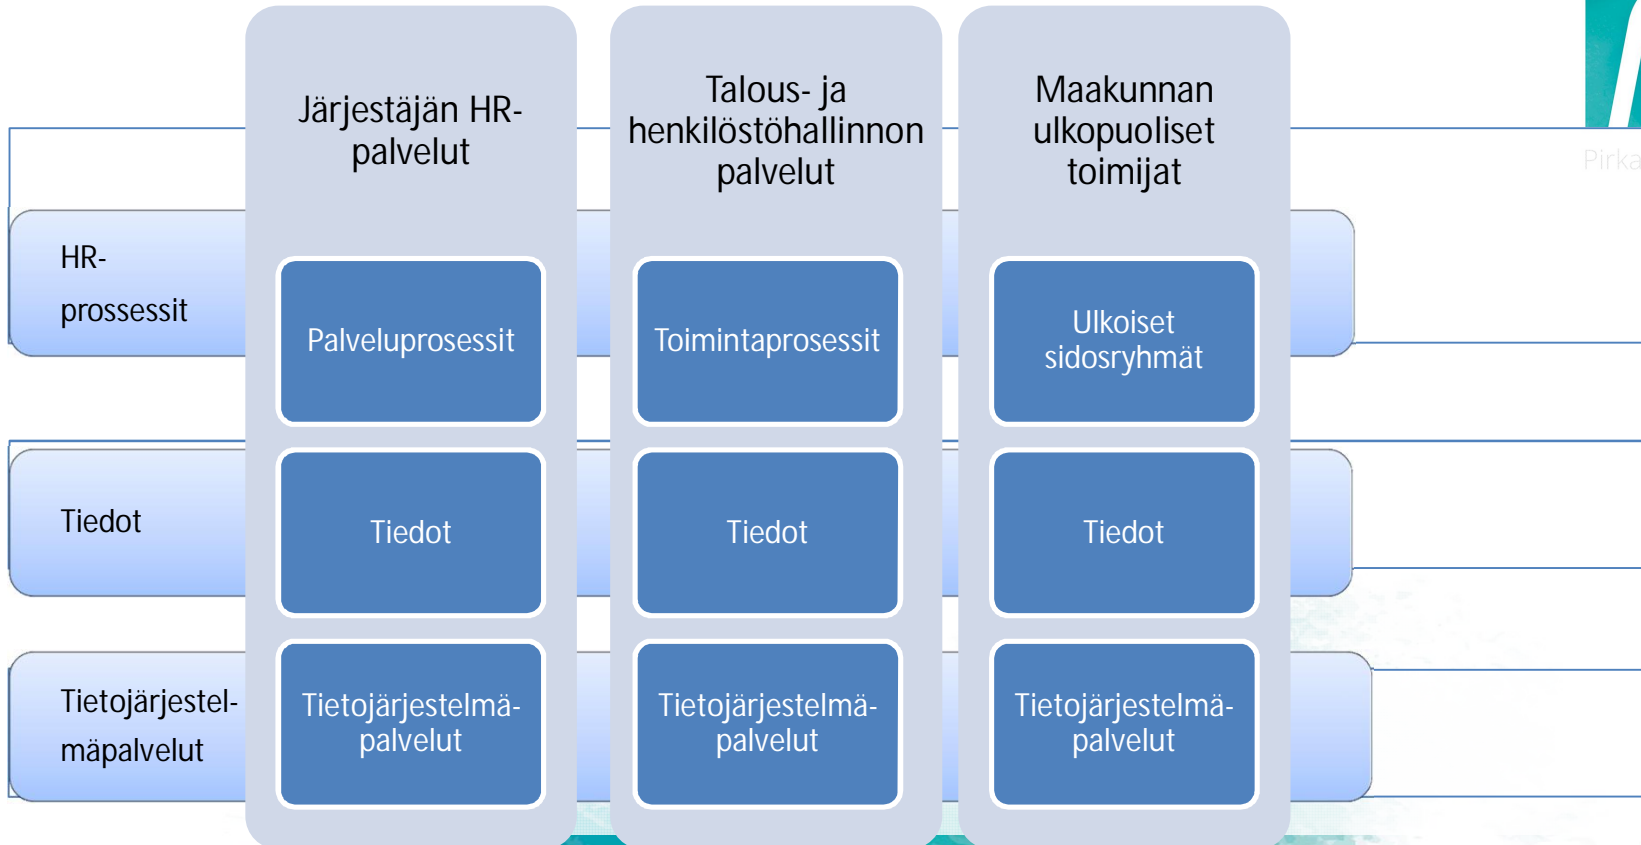 Järjestäjän HR-
palvelut
Talous- ja
henkilöstöhallinnon
palvelut
Maakunnan
ulkopuoliset
toimijat
HR-
prossessit
Palveluprosessit
Toimintaprosessit
Ulkoiset
sidosryhmät
Tiedot
Tiedot
Tiedot
Tiedot
Tietojärjestel-
mäpalvelut
Tietojärjestelmä-
palvelut
Tietojärjestelmä-
palvelut
Tietojärjestelmä-
palvelut
Pirka